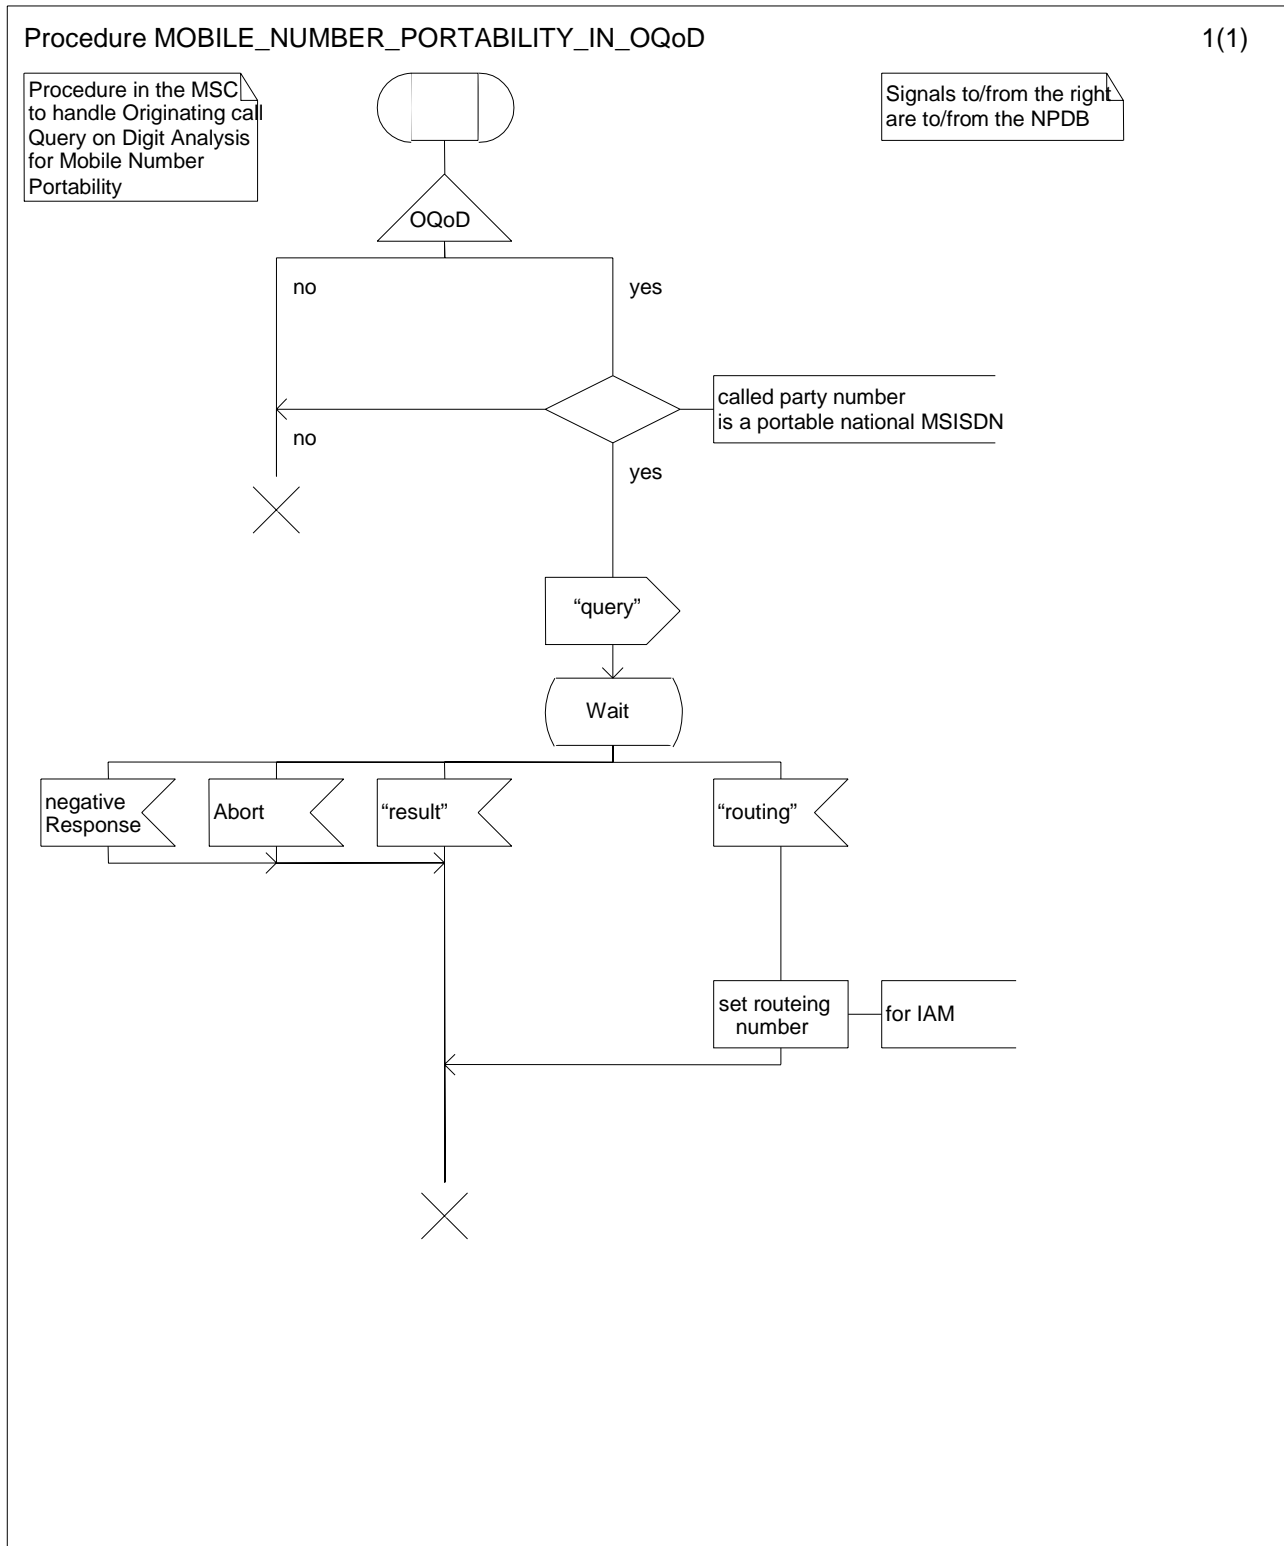 Procedure MOBILE_NUMBER_PORTABILITY_IN_OQoD
1(1)
Procedure in the MSC
to handle Originating call
Query on Digit Analysis
for Mobile Number
Portability
Signals to/from the right
are to/from the NPDB
OQoD
no
yes
called party number
is a portable national MSISDN
no
yes
“query”
Wait
negative
Response
Abort
“result”
“routing”
set routeing
number
for IAM